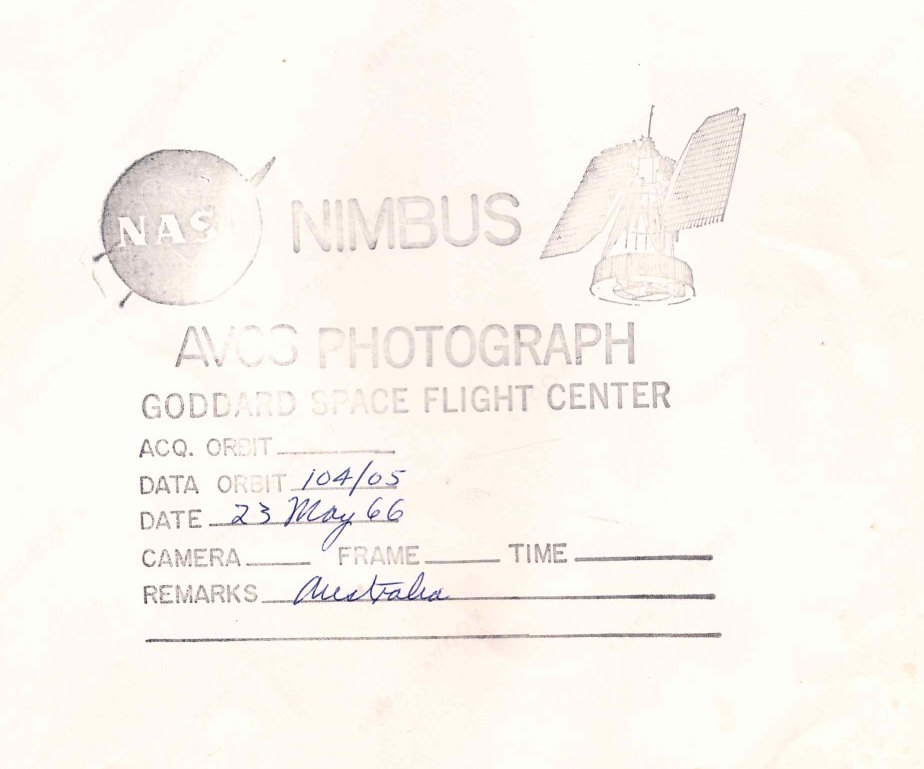 NASA
NIMBUS
AVCS PHOTOGRAPH
GODDARD SPACE FLIGHT CENTER
ACQ. ORBIT
DATA ORBIT 104/05
DATE 23 May 66
CAMERA FRAME TIME
REMARKS Australia